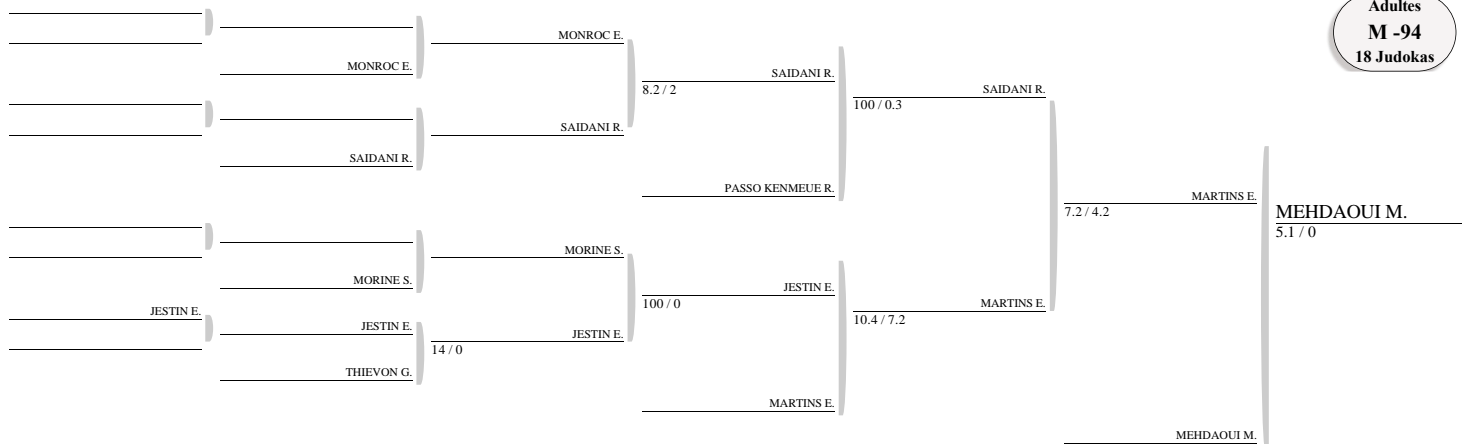 Adultes
M -94
18 Judokas
MONROC E.
MONROC E.
SAIDANI R.
8.2 / 2
SAIDANI R.
100 / 0.3
SAIDANI R.
SAIDANI R.
PASSO KENMEUE R.
MARTINS E.
7.2 / 4.2
MEHDAOUI M.
5.1 / 0
MORINE S.
MORINE S.
JESTIN E.
100 / 0
JESTIN E.
JESTIN E.
MARTINS E.
10.4 / 7.2
JESTIN E.
14 / 0
THIEVON G.
MARTINS E.
MEHDAOUI M.